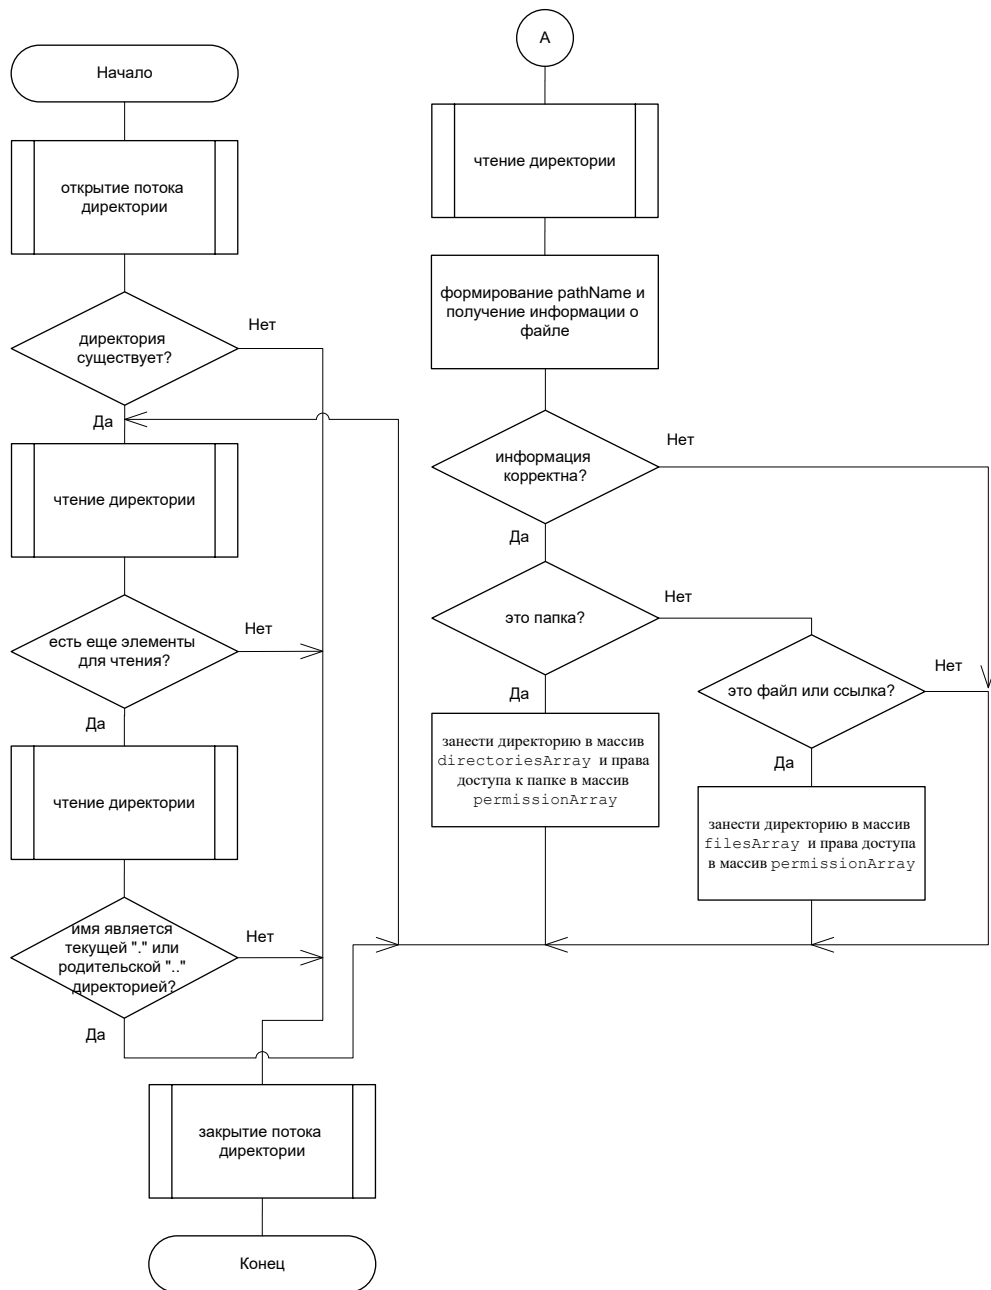 Начало
открытие потока
директории
директория
существует?
Нет
Да
чтение директории
есть еще элементы
для чтения?
Нет
Да
чтение директории
имя является
текущей "." или
родительской ".."
директорией?
Нет
Да
закрытие потока
директории
Конец
А
чтение директории
формирование pathName и
получение информации о
файле
информация
корректна?
Нет
Да
это папка?
Нет
Да
занести директорию в массив
directoriesArray и права
доступа к папке в массив
permissionArray
это файл или ссылка?
Нет
Да
занести директорию в массив
filesArray и права доступа
в массив permissionArray